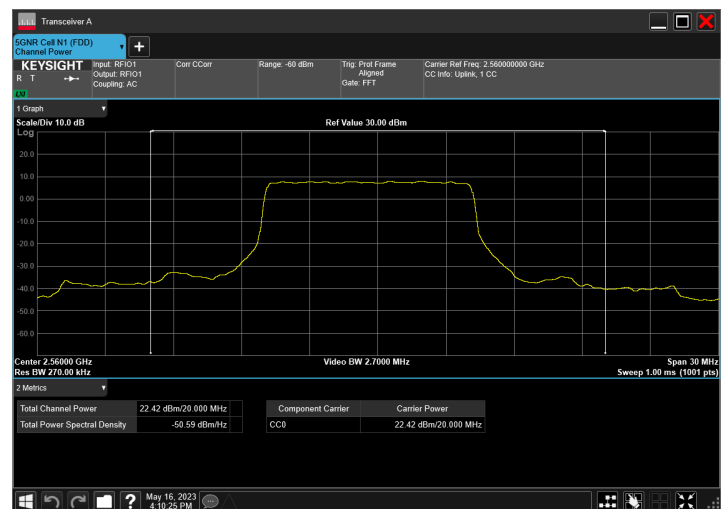 Transceiver A
5GNR Cell N1 (FDD)
Channel Power
KEYSIGHT
R T
LXI
Input: RFIO1
Output: RFIO1
Coupling: AC
Corr CCorr
Range: -60 dBm
Trig: Prot Frame
Aligned
Gate: FFT
Carrier Ref Freq: 2.560000000 GHz
CC Info: Uplink, 1 CC
1 Graph
Scale/Div 10.0 dB
Ref Value 30.00 dBm
Log
20.0
10.0
0.00
-10.0
-20.0
-30.0
-40.0
-50.0
-60.0
Center 2.56000 GHz
Video BW 2.7000 MHz
Span 30 MHz
Res BW 270.00 kHz
Sweep 1.00 ms (1001 pts)
2 Metrics
Total Channel Power 22.42 dBm/20.000 MHz
Total Power Spectral Density -50.59 dBm/Hz
Component Carrier Carrier Power
CC0 22.42 dBm/20.000 MHz
?
May 16, 2023
4:10:25 PM